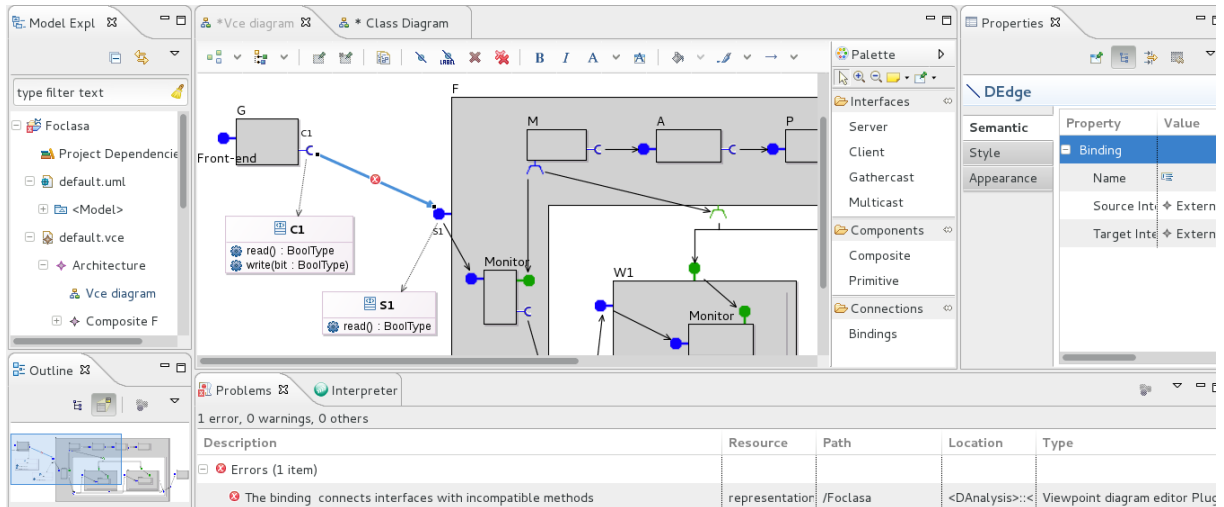 Model Expl
type filter text
Foclasa
Project Dependencie
default.uml
<Model>
default.vce
Architecture
Vce diagram
Composite F
Outline
*Vce diagram
* Class Diagram
LABEL
B I A
F
G
C1
Front-end
M
A
P
C1
read() : BoolType
write(bit : BoolType)
S1
S1
read() : BoolType
Monitor
W1
Monitor
Palette
Interfaces
Server
Client
Gathercast
Multicast
Components
Composite
Primitive
Connections
Bindings
Properties
DEdge
Semantic
Style
Appearance
Property Value
Binding
Name
Source Inte Extern
Target Inte Extern
Problems
Interpreter
1 error, 0 warnings, 0 others
Description Resource Path Location Type
Errors (1 item)
The binding connects interfaces with incompatible methods representation /Foclasa <DAnalysis>::< Viewpoint diagram editor Plug